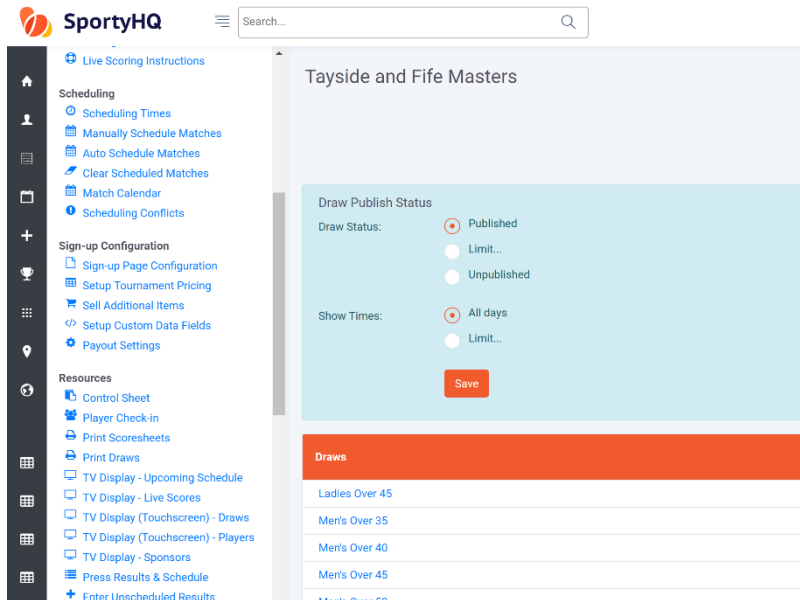 SportyHQ
Search...
Live Scoring Instructions
Scheduling
Scheduling Times
Manually Schedule Matches
Auto Schedule Matches
Clear Scheduled Matches
Match Calendar
Scheduling Conflicts
Sign-up Configuration
Sign-up Page Configuration
Setup Tournament Pricing
Sell Additional Items
Setup Custom Data Fields
Payout Settings
Resources
Control Sheet
Player Check-in
Print Scoresheets
Print Draws
TV Display - Upcoming Schedule
TV Display - Live Scores
TV Display (Touchscreen) - Draws
TV Display (Touchscreen) - Players
TV Display - Sponsors
Press Results & Schedule
Enter Unscheduled Results
Tayside and Fife Masters
Draw Publish Status
Draw Status:
Published
Limit...
Unpublished
Show Times:
All days
Limit...
Save
Draws
Ladies Over 45
Men's Over 35
Men's Over 40
Men's Over 45